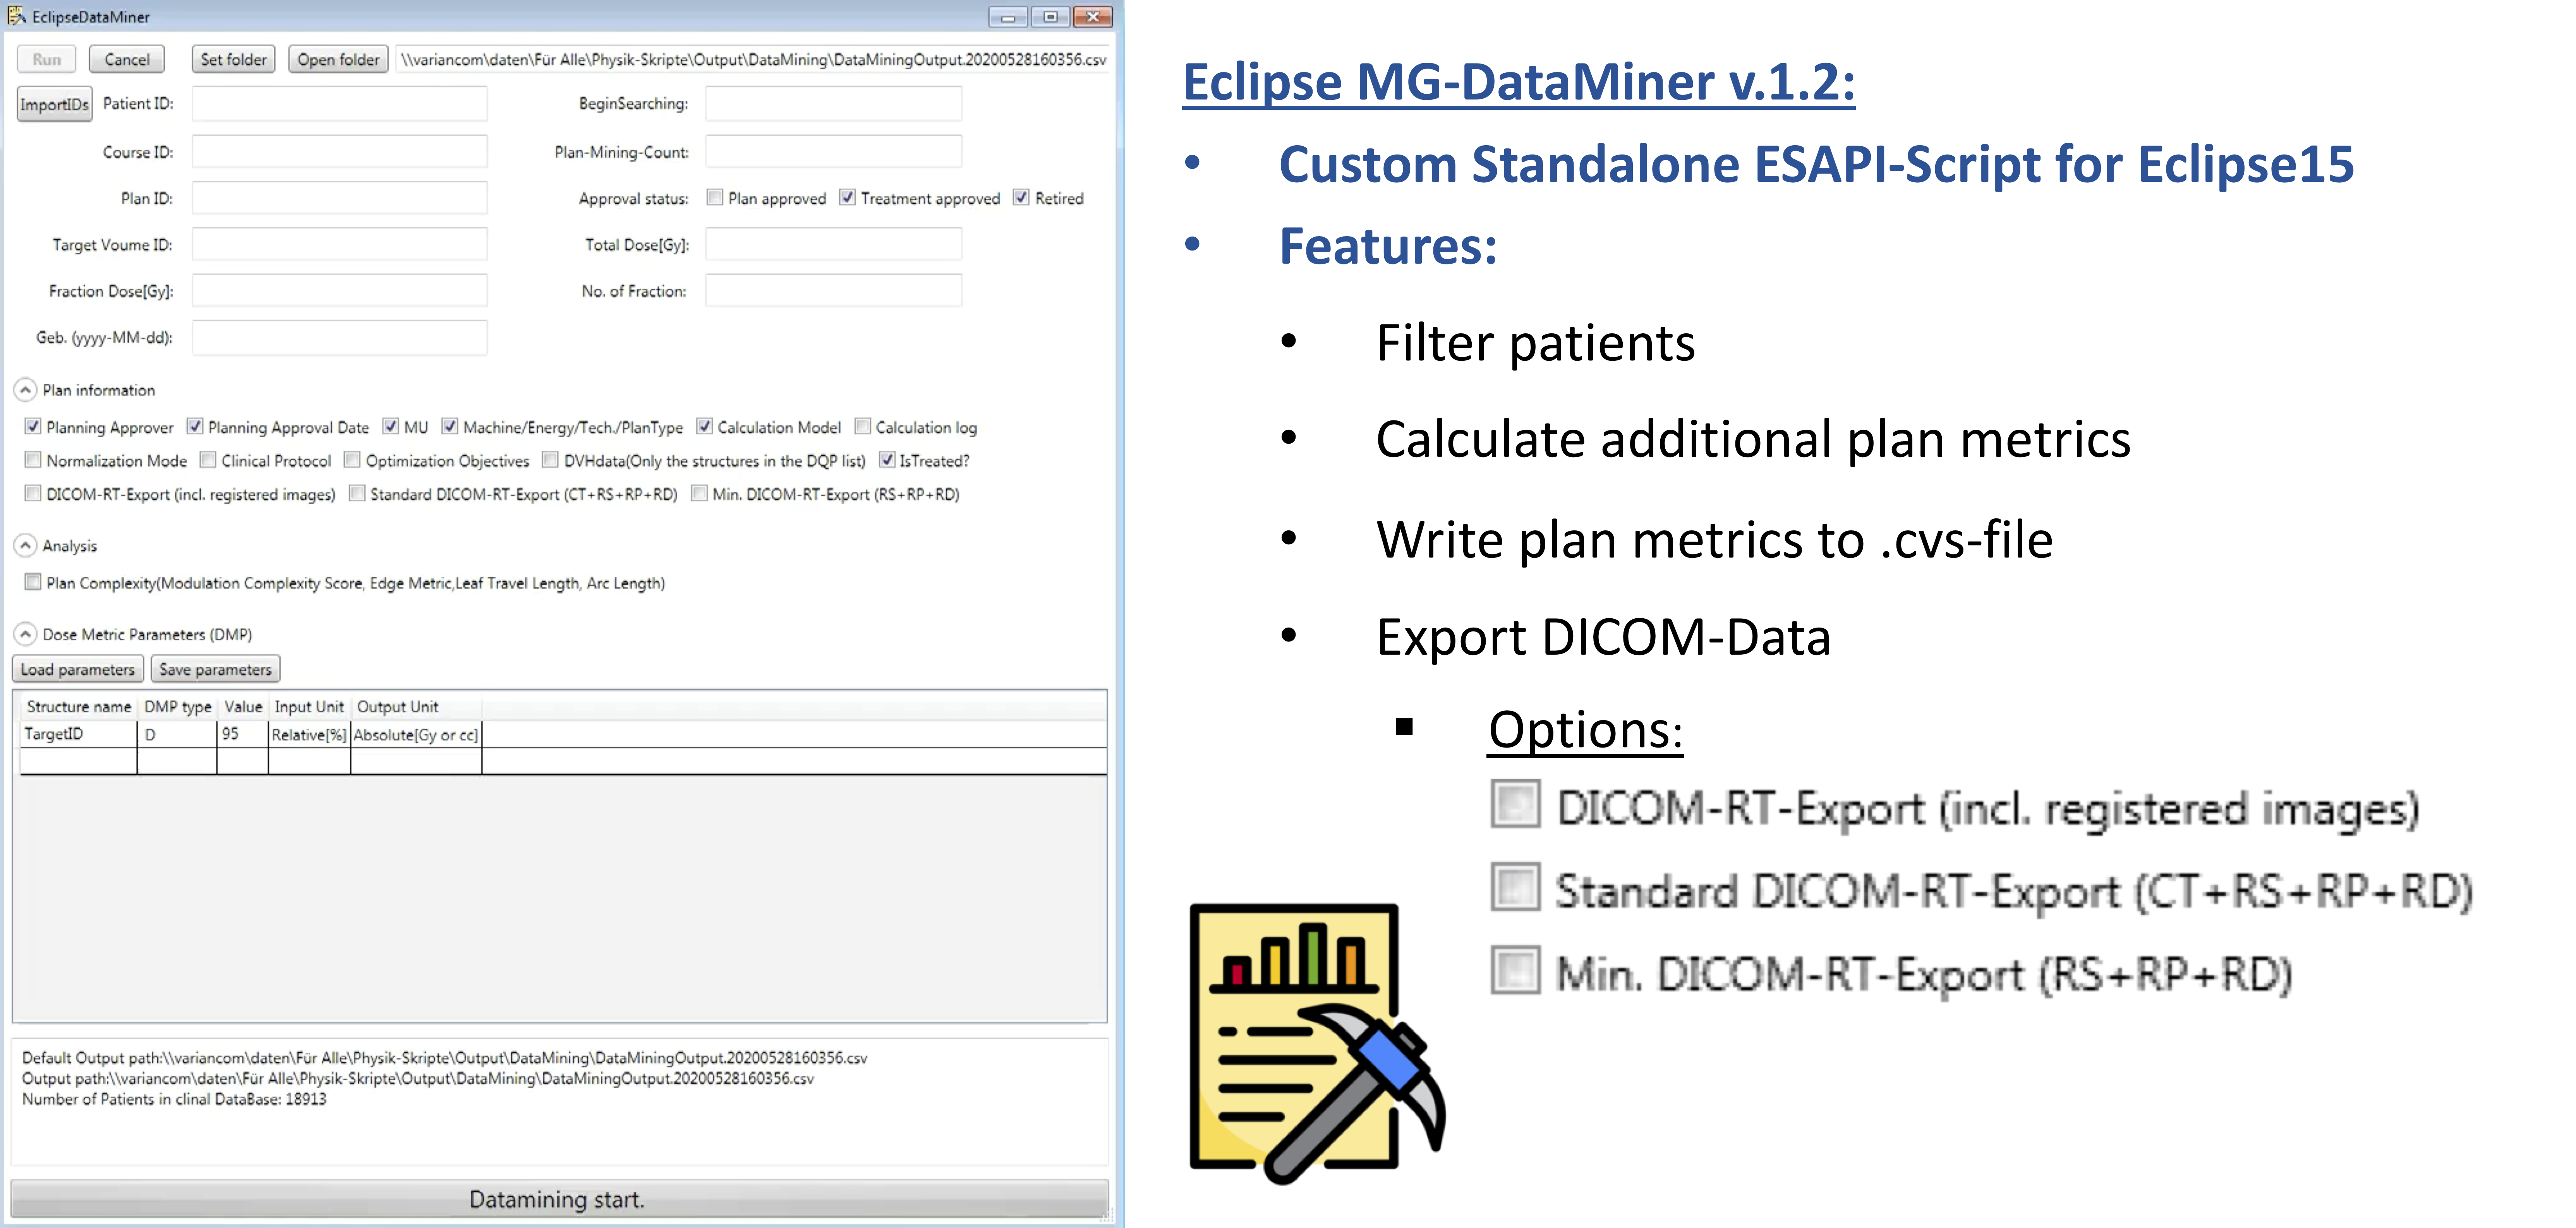 EclipseDataMiner
Run Cancel Set folder Open folder \\variancom\daten\Für Alle\Physik-Skripte\Output\DataMining\DataMiningOutput.20200528160356.csv
ImportIDs Patient ID: BeginSearching:
Course ID: Plan-Mining-Count:
Plan ID: Approval status: Plan approved Treatment approved Retired
Target Voume ID: Total Dose[Gy]:
Fraction Dose[Gy]: No. of Fraction:
Geb. (yyyy-MM-dd):
Plan information
Planning Approver Planning Approval Date MU Machine/Energy/Tech./PlanType Calculation Model Calculation log
Normalization Mode Clinical Protocol Optimization Objectives DVHdata(Only the structures in the DQP list) IsTreated?
DICOM-RT-Export (incl. registered images) Standard DICOM-RT-Export (CT+RS+RP+RD) Min. DICOM-RT-Export (RS+RP+RD)
Analysis
Plan Complexity(Modulation Complexity Score, Edge Metric,Leaf Travel Length, Arc Length)
Dose Metric Parameters (DMP)
Load parameters Save parameters
Structure name DMP type Value Input Unit Output Unit
TargetID D 95 Relative[%] Absolute[Gy or cc]
Default Output path:\\variancom\daten\Für Alle\Physik-Skripte\Output\DataMining\DataMiningOutput.20200528160356.csv
Output path:\\variancom\daten\Für Alle\Physik-Skripte\Output\DataMining\DataMiningOutput.20200528160356.csv
Number of Patients in clinal DataBase: 18913
Datamining start.
Eclipse MG-DataMiner v.1.2:
• Custom Standalone ESAPI-Script for Eclipse15
• Features:
• Filter patients
• Calculate additional plan metrics
• Write plan metrics to .cvs-file
• Export DICOM-Data
▪ Options:
DICOM-RT-Export (incl. registered images)
Standard DICOM-RT-Export (CT+RS+RP+RD)
Min. DICOM-RT-Export (RS+RP+RD)